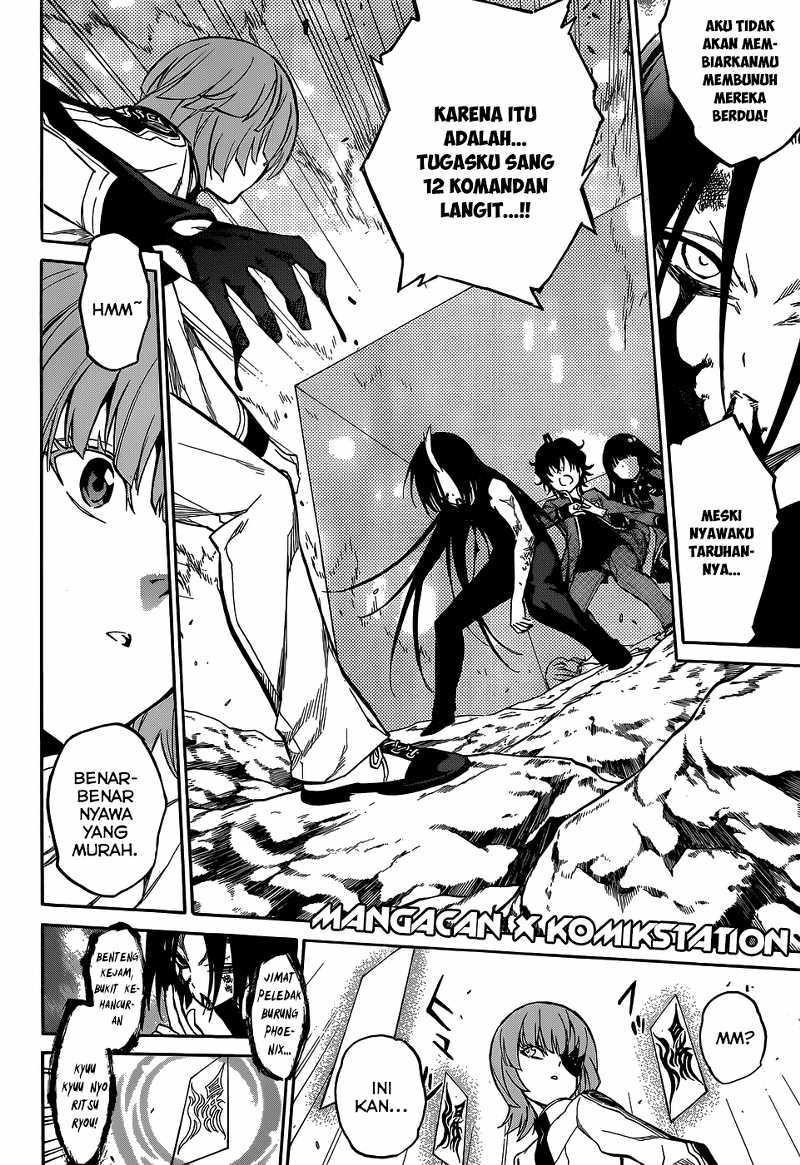 AKU TIDAK
AKAN MEM-
BIARKANMU
MEMBUNUH
MEREKA
BERDUA!
MESKI
NYAWAKU
TARUHAN-
NYA...
KARENA ITU
ADALAH...
TUGASKU SANG
12 KOMANDAN
LANGIT...!!
HMM~
BENAR-
BENAR
NYAWA
YANG
MURAH.
MANGACAN X KOMIKSTATION
MM?
INI
KAN...
JIMAT
PELEDAK
BURUNG
PHOE-
NIX...
BENTENG
KEJAM,
BUKIT KE-
HANCUR-
AN
KYUU
KYUU NYO
RITSU
RYOU!